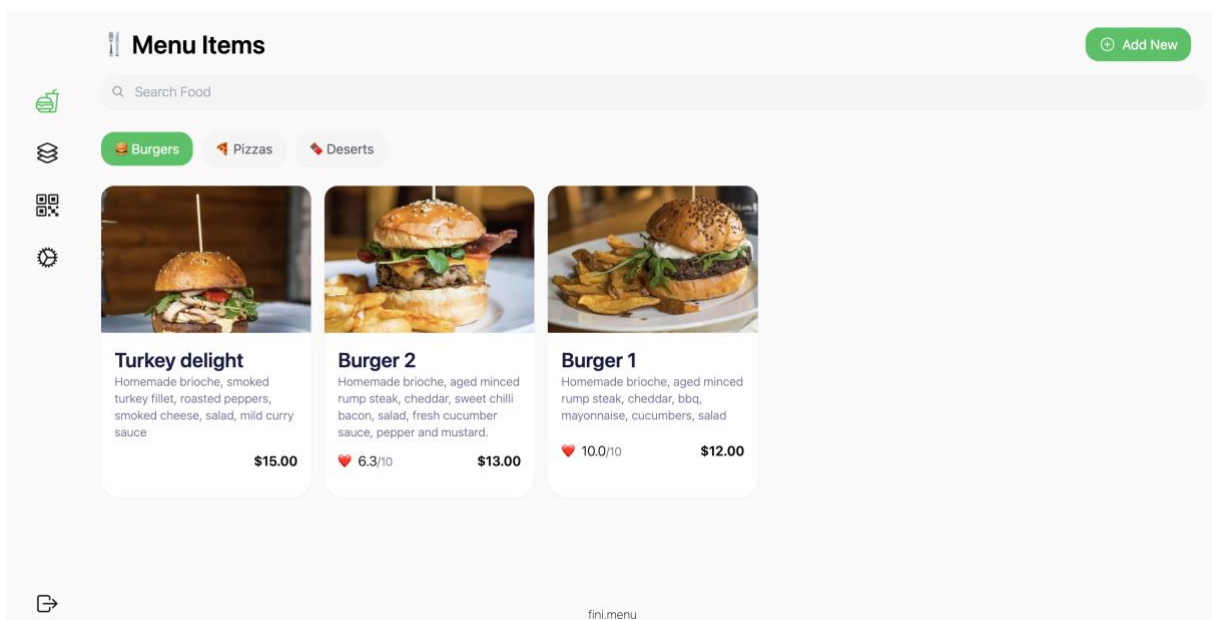 Menu Items
Add New
Search Food
Burgers
Pizzas
Deserts
Turkey delight
Homemade brioche, smoked
turkey fillet, roasted peppers,
smoked cheese, salad, mild curry
sauce
$15.00
Burger 2
Homemade brioche, aged minced
rump steak, cheddar, sweet chilli
bacon, salad, fresh cucumber
sauce, pepper and mustard.
6.3/10
$13.00
Burger 1
Homemade brioche, aged minced
rump steak, cheddar, bbq,
mayonnaise, cucumbers, salad
10.0/10
$12.00
fini.menu